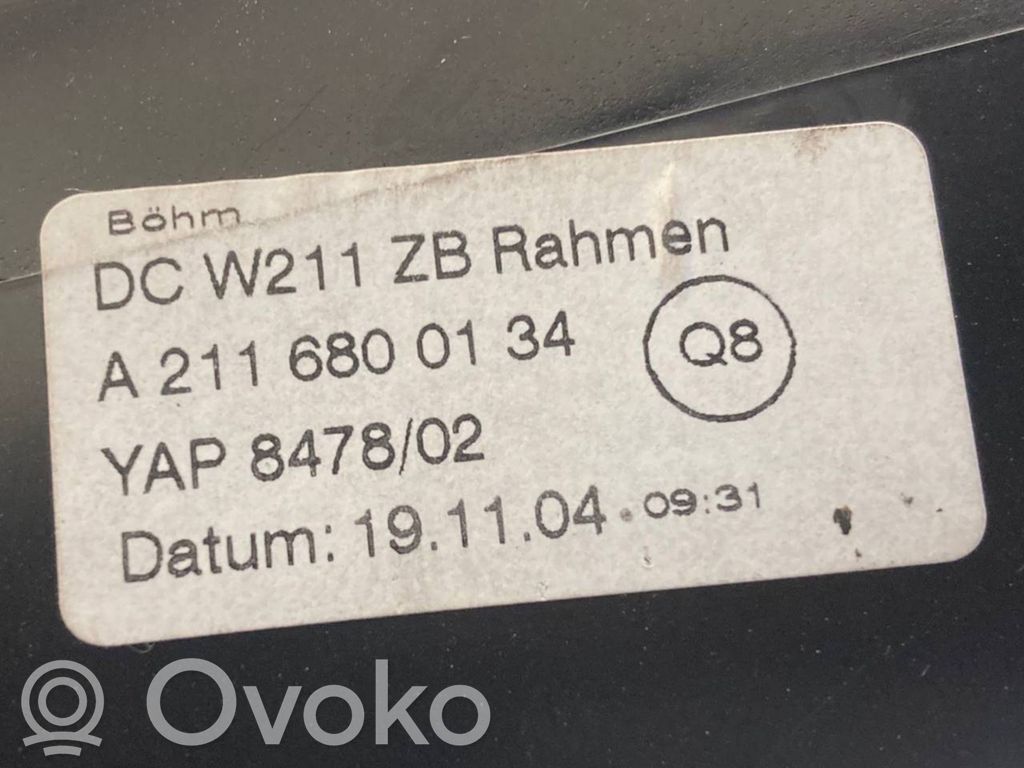 Böhm
DC W211 ZB Rahmen
A 211 680 01 34
Q8
YAP 8478/02
Datum: 19.11.04 09:31
Ovoko